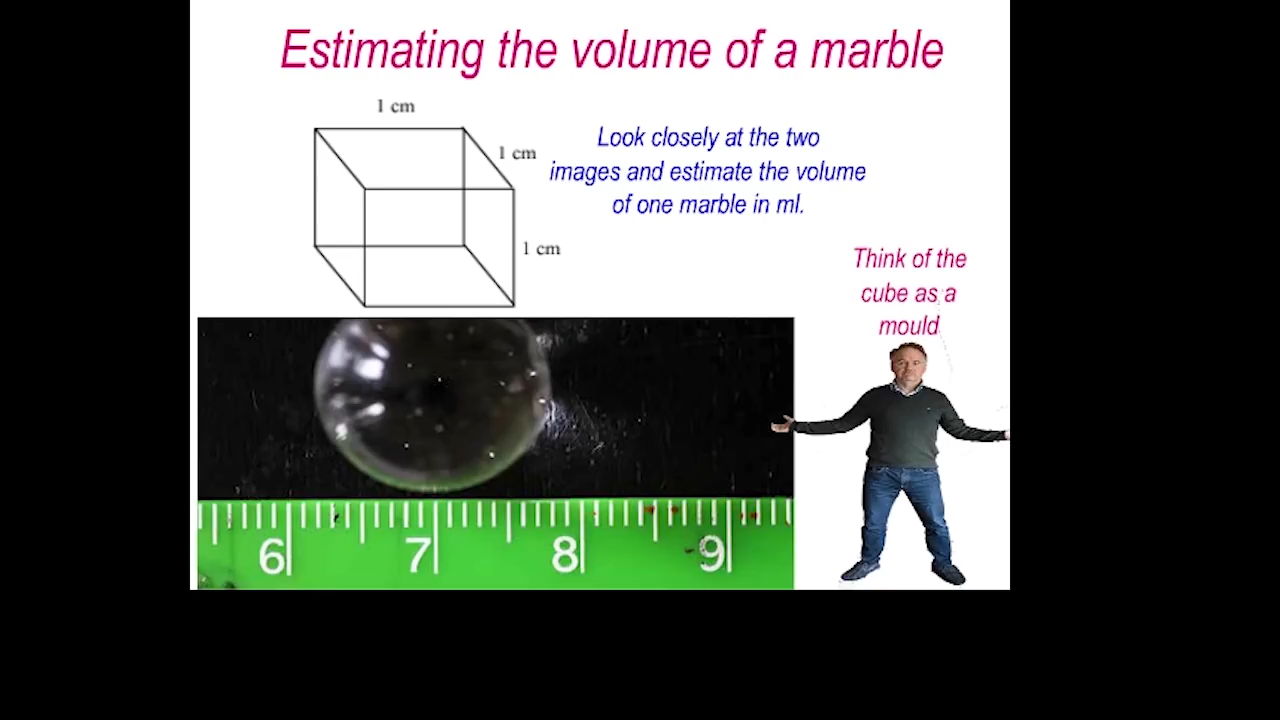 Estimating the volume of a marble
1 cm
Look closely at the two
1 cm
images and estimate the volume
of one marble in ml.
1 cm
Think of the
cube as a
mould
6 7 8 9